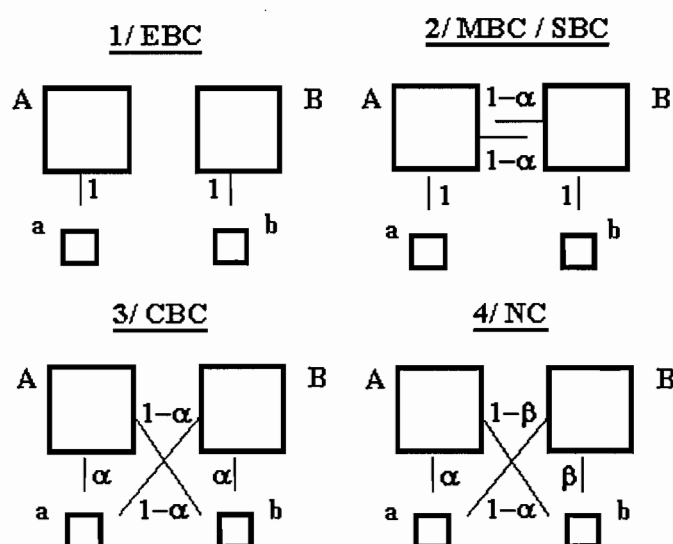 1/ EBC
2/ MBC / SBC
A B
A 1−α B
1−α
1 1
1 1
a b
a b
3/ CBC
4/ NC
A B
A B
1−α
1−β
α α
α β
a 1−α b
a 1−α b